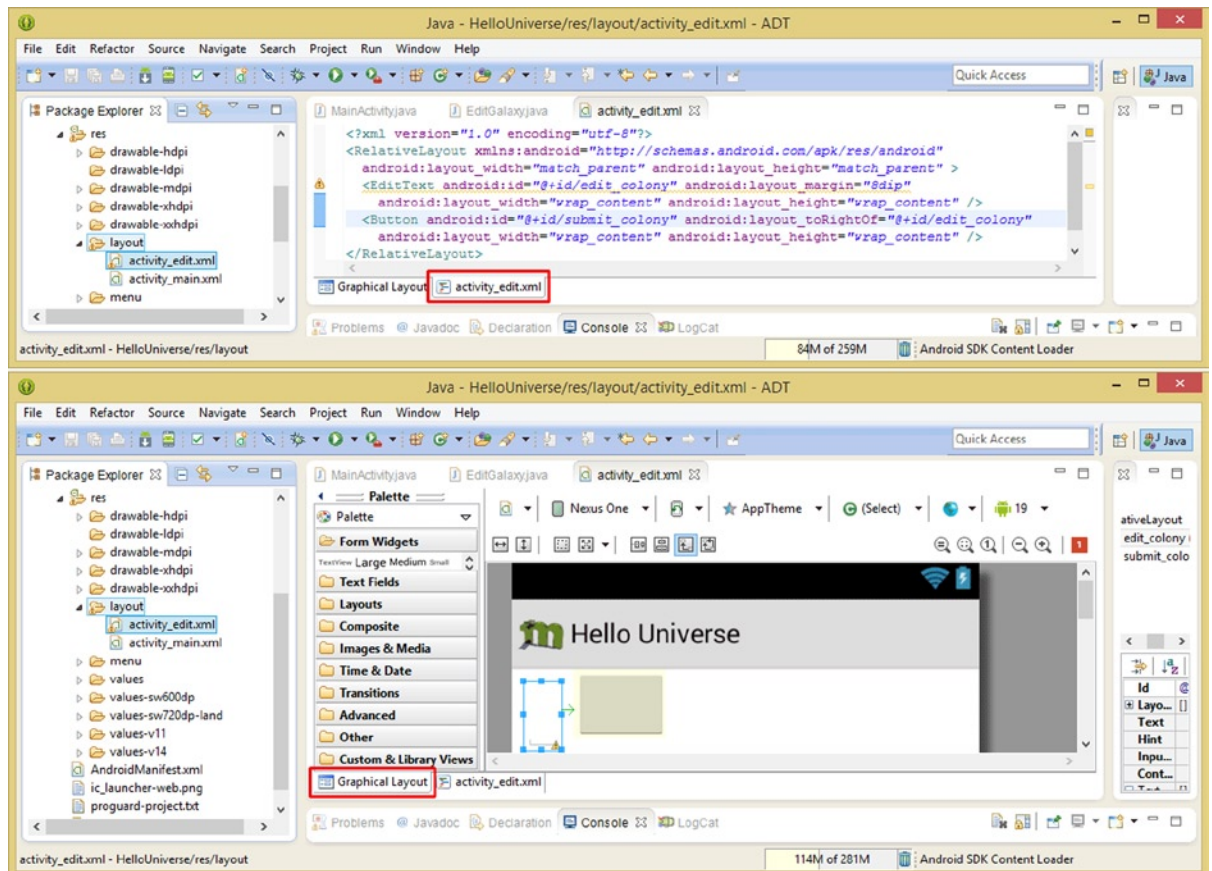 Java - HelloUniverse/res/layout/activity_edit.xml - ADT
File Edit Refactor Source Navigate Search Project Run Window Help
Quick Access
Java
Package Explorer
MainActivity.java EditGalaxy.java activity_edit.xml
res
drawable-hdpi
drawable-ldpi
drawable-mdpi
drawable-xhdpi
drawable-xxhdpi
layout
activity_edit.xml
activity_main.xml
menu
<?xml version="1.0" encoding="utf-8"?>
<RelativeLayout xmlns:android="http://schemas.android.com/apk/res/android"
android:layout_width="match_parent" android:layout_height="match_parent" >
<EditText android:id="@+id/edit_colony" android:layout_margin="8dip"
android:layout_width="wrap_content" android:layout_height="wrap_content" />
<Button android:id="@+id/submit_colony" android:layout_toRightOf="@+id/edit_colony"
android:layout_width="wrap_content" android:layout_height="wrap_content" />
</RelativeLayout>
Graphical Layout activity_edit.xml
Problems @ Javadoc Declaration Console LogCat
activity_edit.xml - HelloUniverse/res/layout
84M of 259M
Android SDK Content Loader
Java - HelloUniverse/res/layout/activity_edit.xml - ADT
File Edit Refactor Source Navigate Search Project Run Window Help
Quick Access
Java
Package Explorer
MainActivity.java EditGalaxy.java activity_edit.xml
res
drawable-hdpi
drawable-ldpi
drawable-mdpi
drawable-xhdpi
drawable-xxhdpi
layout
activity_edit.xml
activity_main.xml
menu
values
values-sw600dp
values-sw720dp-land
values-v11
values-v14
AndroidManifest.xml
ic_launcher-web.png
proguard-project.txt
Palette
Palette
Form Widgets
TextView Large Medium Small
Text Fields
Layouts
Composite
Images & Media
Time & Date
Transitions
Advanced
Other
Custom & Library Views
Nexus One AppTheme (Select) 19
1
Hello Universe
ativeLayout
edit_colony
submit_colo
Id @
Layo... []
Text
Hint
Inpu...
Cont...
Graphical Layout activity_edit.xml
Problems @ Javadoc Declaration Console LogCat
activity_edit.xml - HelloUniverse/res/layout
114M of 281M
Android SDK Content Loader